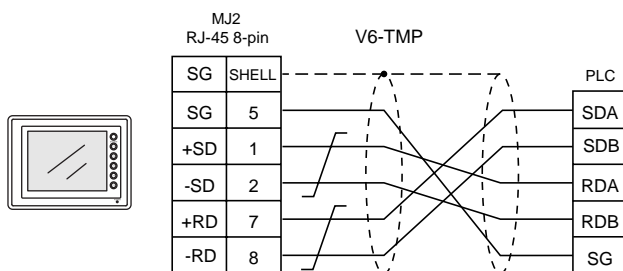 MJ2
RJ-45 8-pin
V6-TMP
SG SHELL
PLC
SG 5
SDA
+SD 1
SDB
-SD 2
RDA
+RD 7
RDB
-RD 8
SG